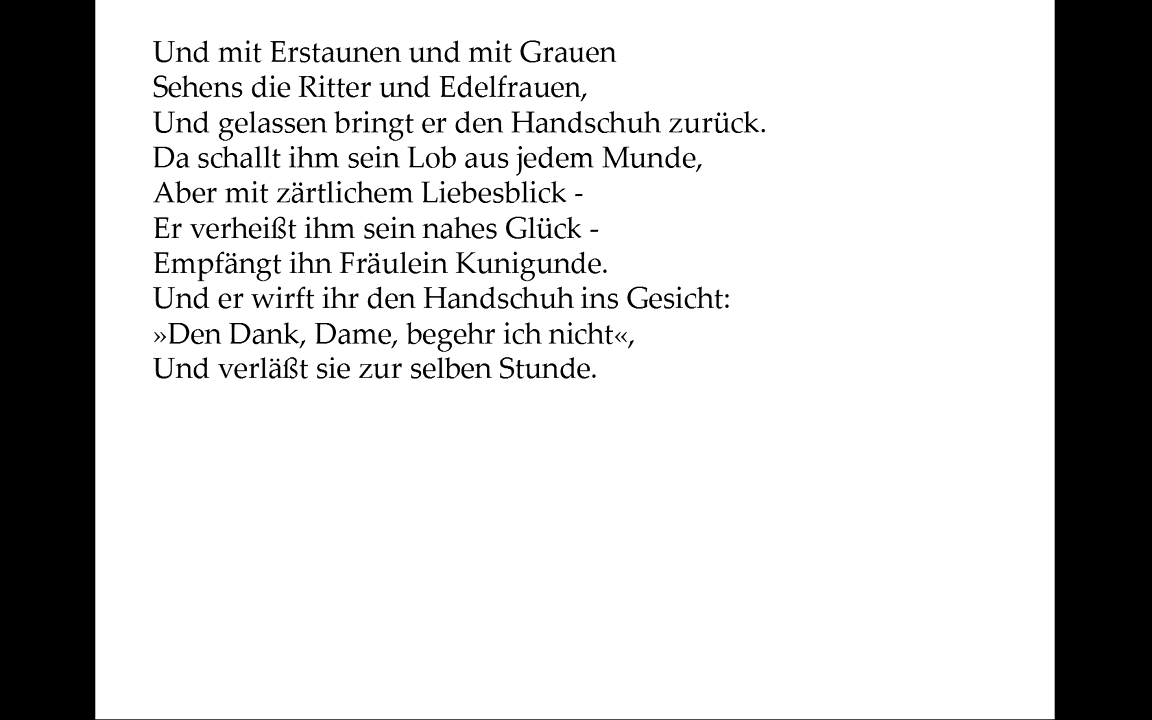 Und mit Erstaunen und mit Grauen
Sehens die Ritter und Edelfrauen,
Und gelassen bringt er den Handschuh zurück.
Da schallt ihm sein Lob aus jedem Munde,
Aber mit zärtlichem Liebesblick -
Er verheißt ihm sein nahes Glück -
Empfängt ihn Fräulein Kunigunde.
Und er wirft ihr den Handschuh ins Gesicht:
»Den Dank, Dame, begehr ich nicht«,
Und verläßt sie zur selben Stunde.